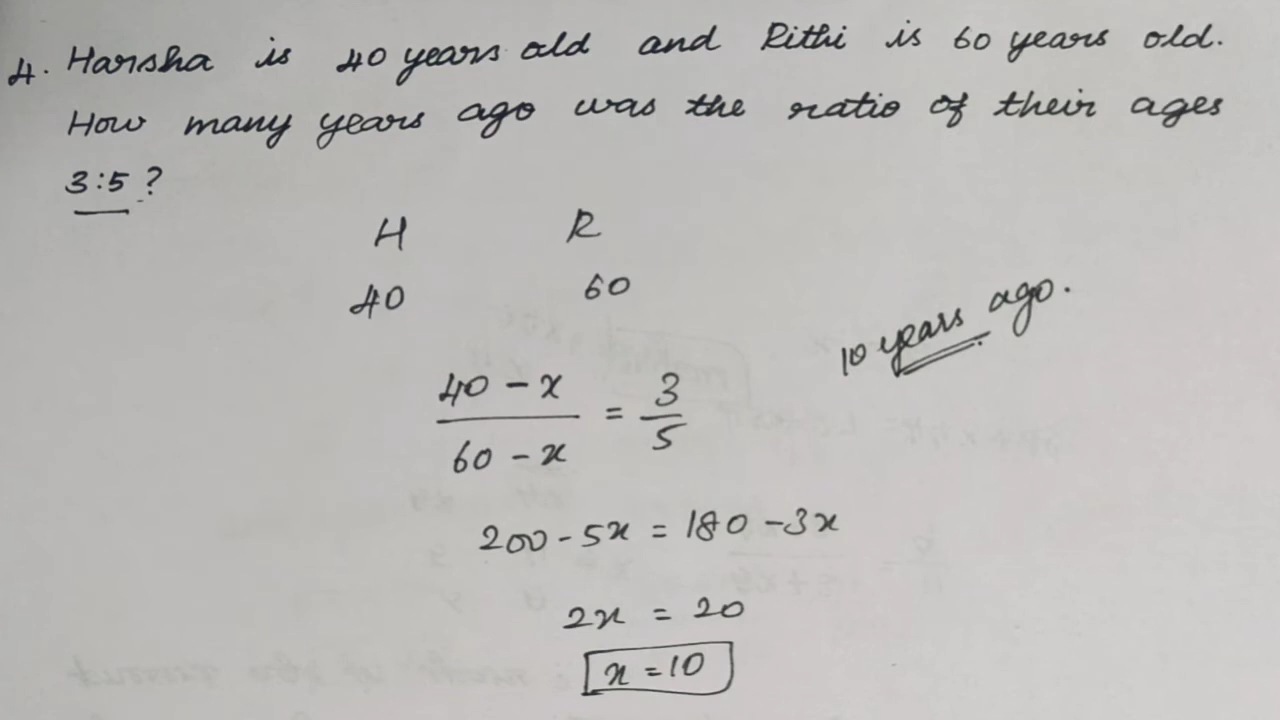 4. Harsha is 40 years old and Rithi is 60 years old.
How many years ago was the ratio of their ages
3:5?
H R
40 60
10 years ago.
40 - x
60 - x
= 3
5
200 - 5x = 180 - 3x
2x = 20
x = 10